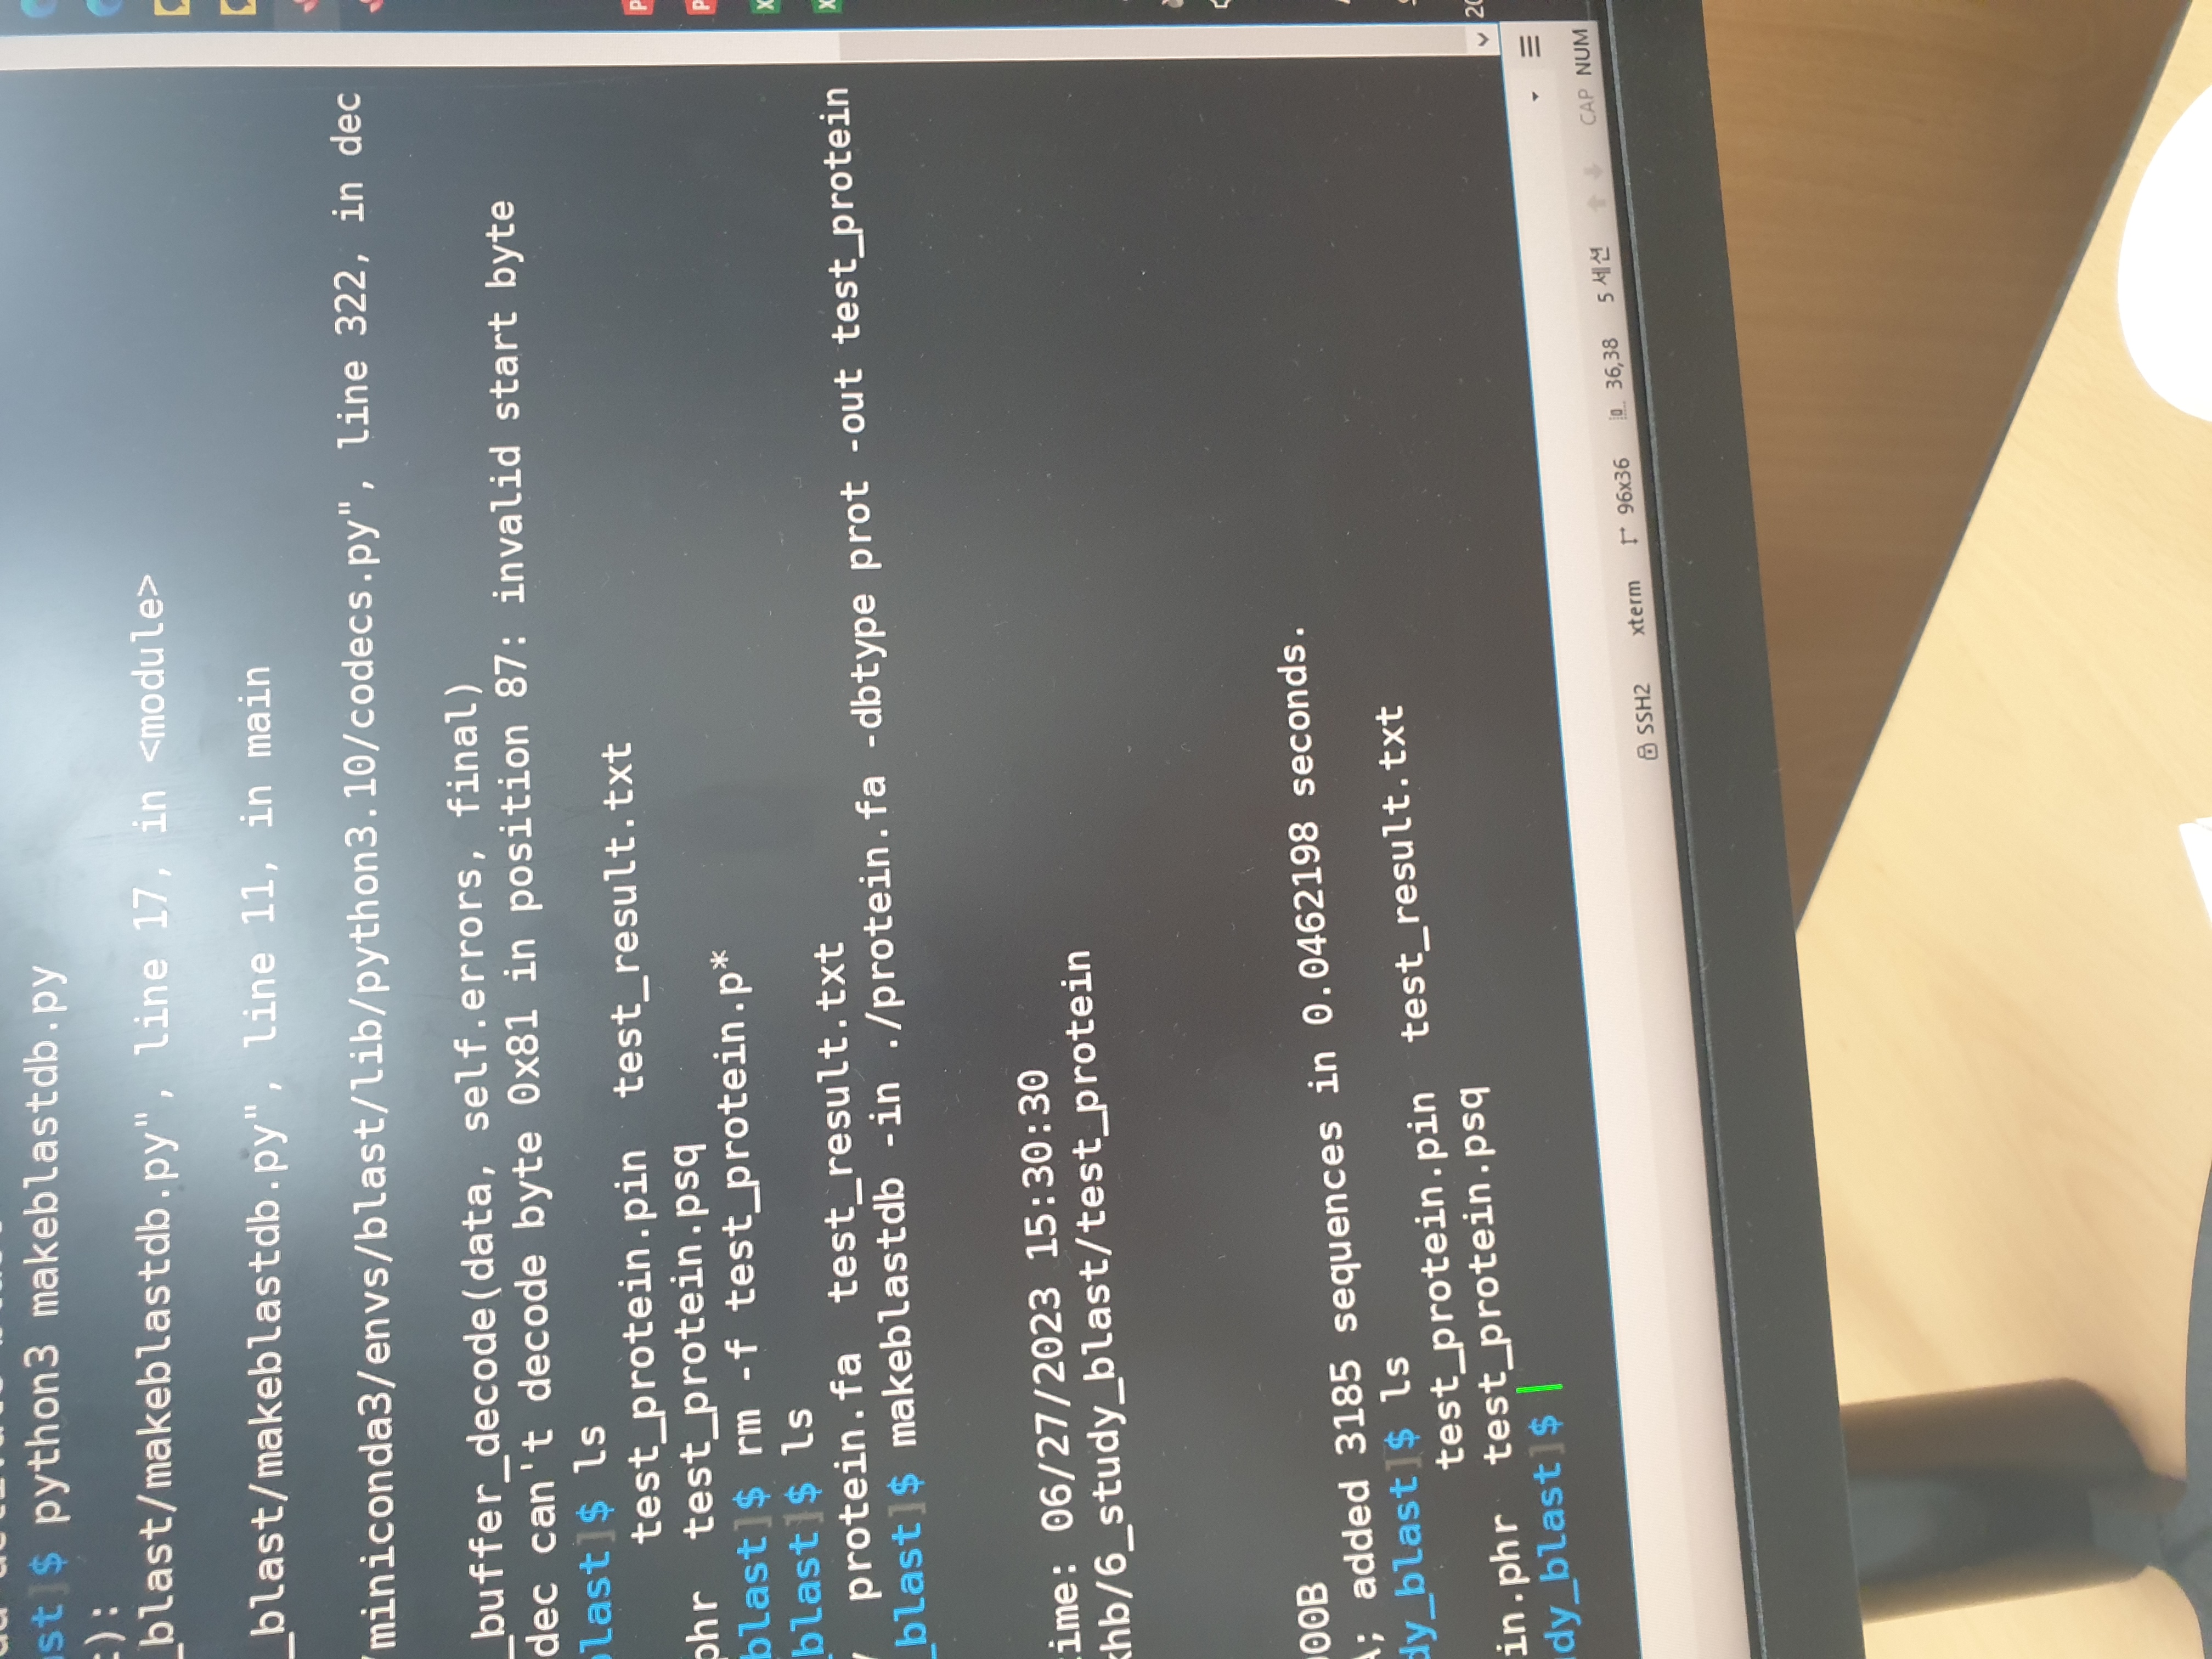 $ python3 makeblastdb.py
_blast/makeblastdb.py", line 17, in <module>
_blast/makeblastdb.py", line 11, in main
/miniconda3/envs/blast/lib/python3.10/codecs.py", line 322, in dec
_buffer_decode(data, self.errors, final)
dec can't decode byte 0x81 in position 87: invalid start byte
blast]$ ls
test_protein.pin test_result.txt
phr test_protein.psq
blast]$ rm -f test_protein.p*
blast]$ ls
protein.fa test_result.txt
_blast]$ makeblastdb -in ./protein.fa -dbtype prot -out test_protein
time: 06/27/2023 15:30:30
khb/6_study_blast/test_protein
000B
A; added 3185 sequences in 0.0462198 seconds.
dy_blast]$ ls
test_protein.pin test_result.txt
in.phr test_protein.psq
dy_blast]$
SSH2 xterm 96x36 36,38 5 세션 CAP NUM